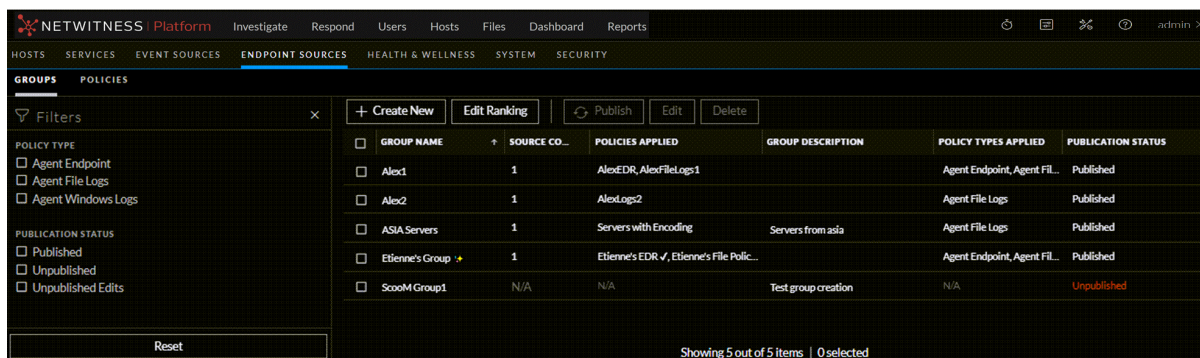 NETWITNESS | Platform Investigate Respond Users Hosts Files Dashboard Reports admin
HOSTS SERVICES EVENT SOURCES ENDPOINT SOURCES HEALTH & WELLNESS SYSTEM SECURITY
GROUPS POLICIES
Filters
POLICY TYPE
Agent Endpoint
Agent File Logs
Agent Windows Logs
PUBLICATION STATUS
Published
Unpublished
Unpublished Edits
Reset
Create New Edit Ranking Publish Edit Delete
GROUP NAME SOURCE CO... POLICIES APPLIED GROUP DESCRIPTION POLICY TYPES APPLIED PUBLICATION STATUS
Alex1 1 AlexEDR, AlexFileLogs1 Agent Endpoint, Agent Fil... Published
Alex2 1 AlexLogs2 Agent File Logs Published
ASIA Servers 1 Servers with Encoding Servers from asia Agent File Logs Published
Etienne's Group 1 Etienne's EDR ✓, Etienne's File Polic... Agent Endpoint, Agent Fil... Published
ScooM Group1 N/A N/A Test group creation N/A Unpublished
Showing 5 out of 5 items | 0 selected